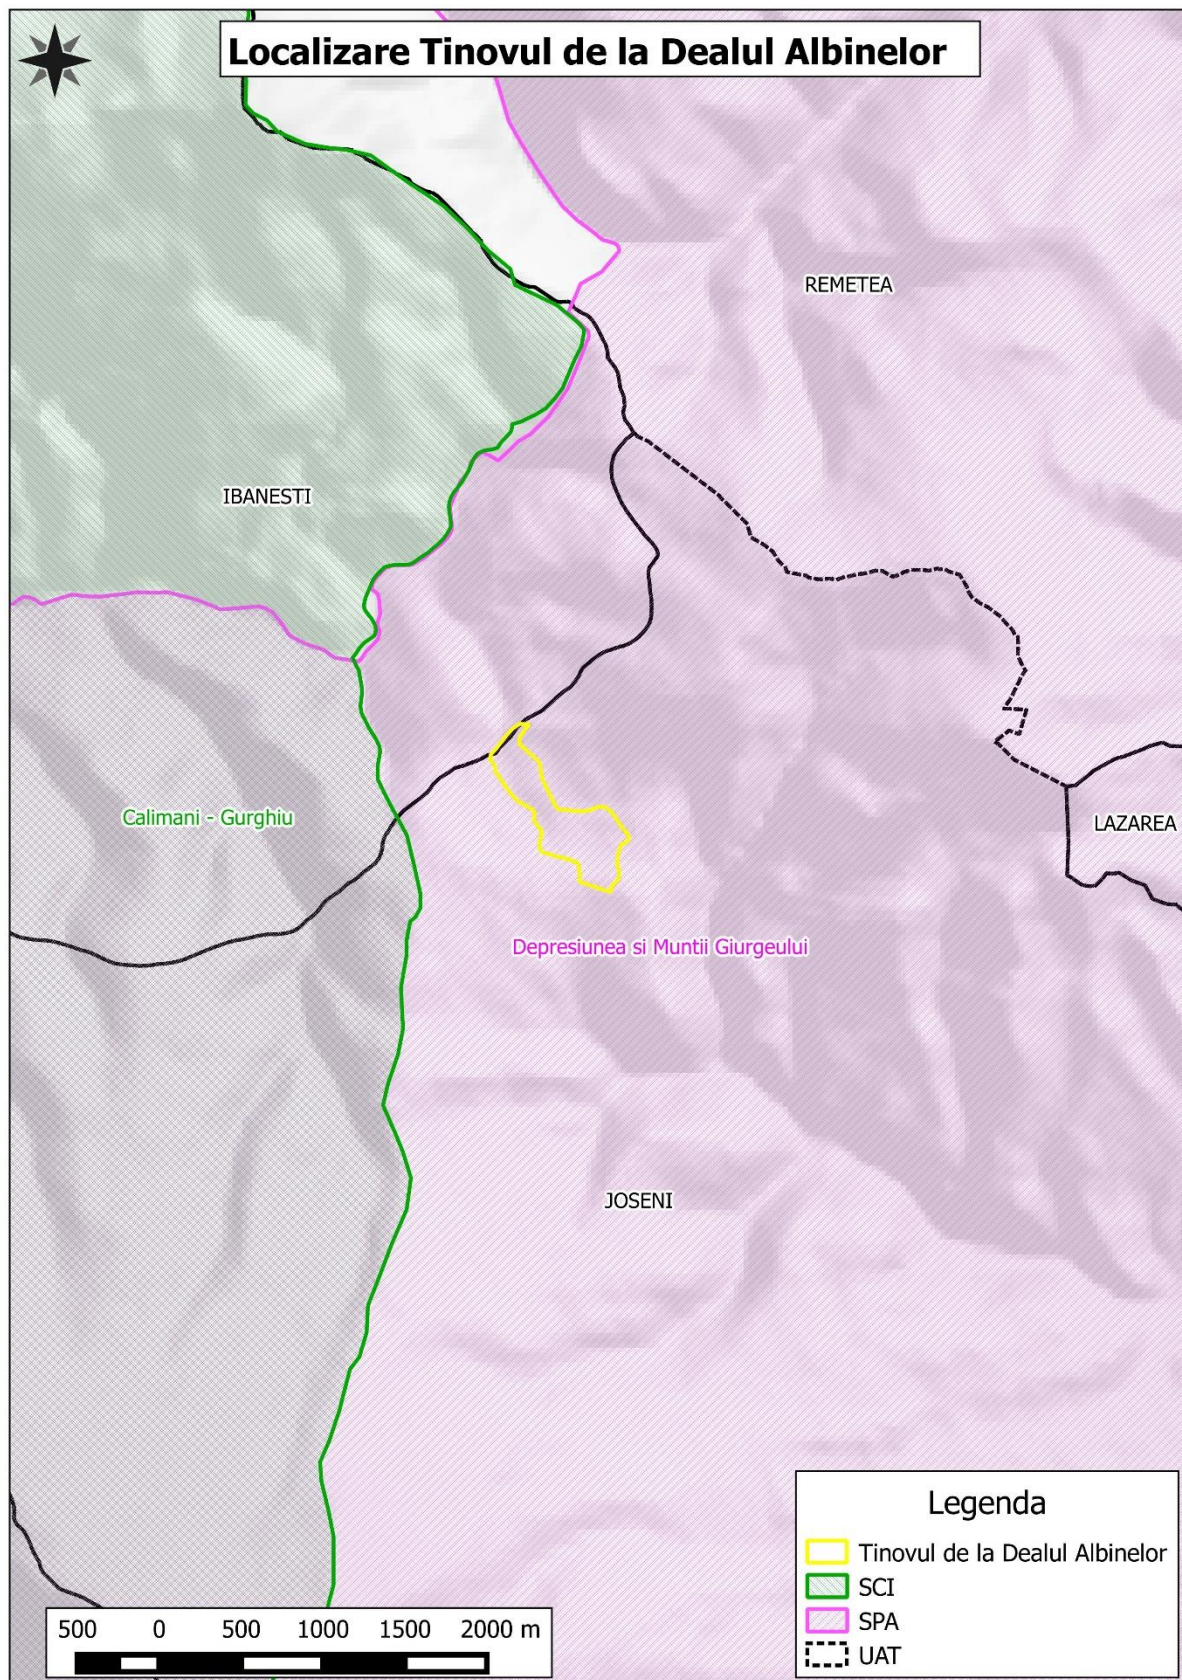 Localizare Tinovul de la Dealul Albinelor
REMETEA
IBANESTI
Calimani - Gurghiu
LAZAREA
Depresiunea si Muntii Giurgeului
JOSENI
Legenda
Tinovul de la Dealul Albinelor
SCI
SPA
UAT
500 0 500 1000 1500 2000 m